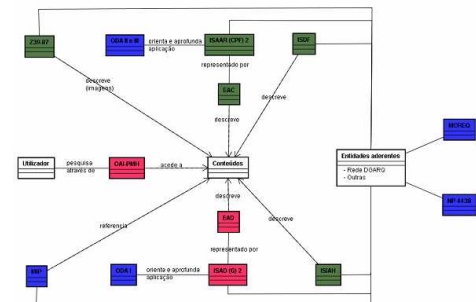 Z39.87
ODA II e III
orienta e aprofunda
aplicação
ISAAR (CPF) 2
ISDF
representado por
EAC
descreve
(imagens)
descreve
descreve
Utilizador
pesquisa
através de
OAI-PMH
acede a
Conteúdos
Entidades aderentes
- Rede DGARQ
- Outras
MOREQ
NP 4438
descreve
EAD
descreve
referencia
representado por
MIP
ODA I
orienta e aprofunda
aplicação
ISAD (G) 2
ISIAH